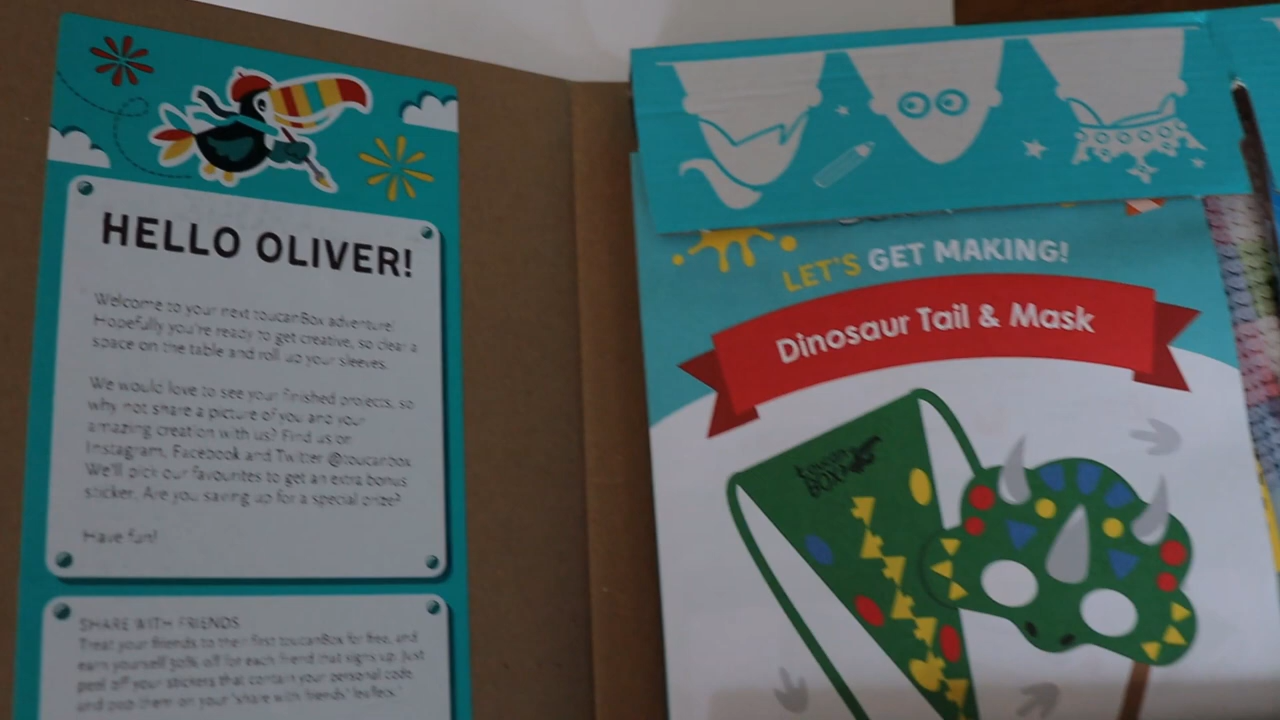 HELLO OLIVER!
Welcome to your next toucanBox adventure!
Hopefully you're ready to get creative, so clear a
space on the table and roll up your sleeves.
We would love to see your finished projects, so
why not share a picture of you and your
amazing creation with us? Find us on
Instagram, Facebook and Twitter @toucanbox
We'll pick our favourites to get an extra bonus
sticker. Are you saving up for a special prize?
Have fun!
SHARE WITH FRIENDS
Treat your friends to their first toucanBox for free, and
earn yourself 50% off for each friend that signs up. Just
peel off your stickers that contain your personal code
and pop them on your 'share with friends' leaflets.
LET'S GET MAKING!
Dinosaur Tail & Mask
TOUCAN
BOX